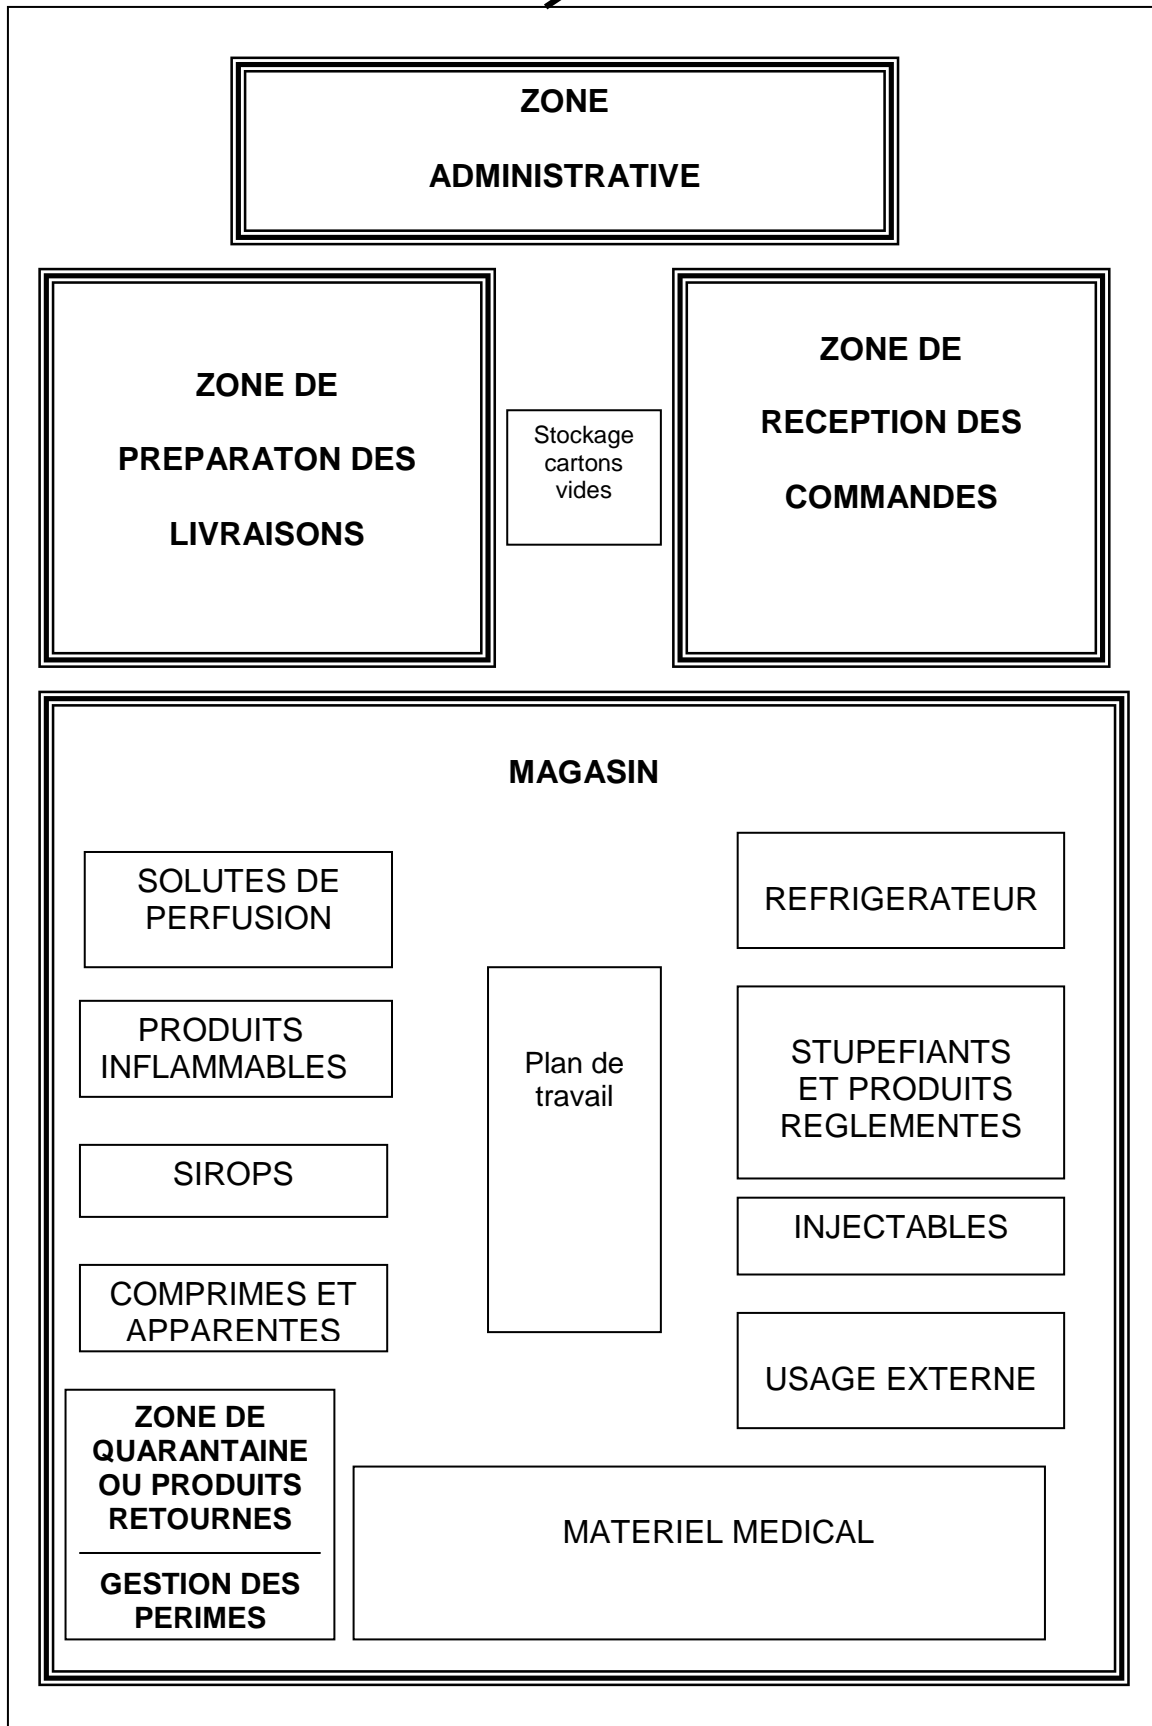 ZONE
ADMINISTRATIVE
ZONE DE
PREPARATON DES
LIVRAISONS
Stockage
cartons
vides
ZONE DE
RECEPTION DES
COMMANDES
MAGASIN
SOLUTES DE
PERFUSION
PRODUITS
INFLAMMABLES
SIROPS
COMPRIMES ET
APPARENTES
Plan de
travail
REFRIGERATEUR
STUPEFIANTS
ET PRODUITS
REGLEMENTES
INJECTABLES
USAGE EXTERNE
ZONE DE
QUARANTAINE
OU PRODUITS
RETOURNES
GESTION DES
PERIMES
MATERIEL MEDICAL